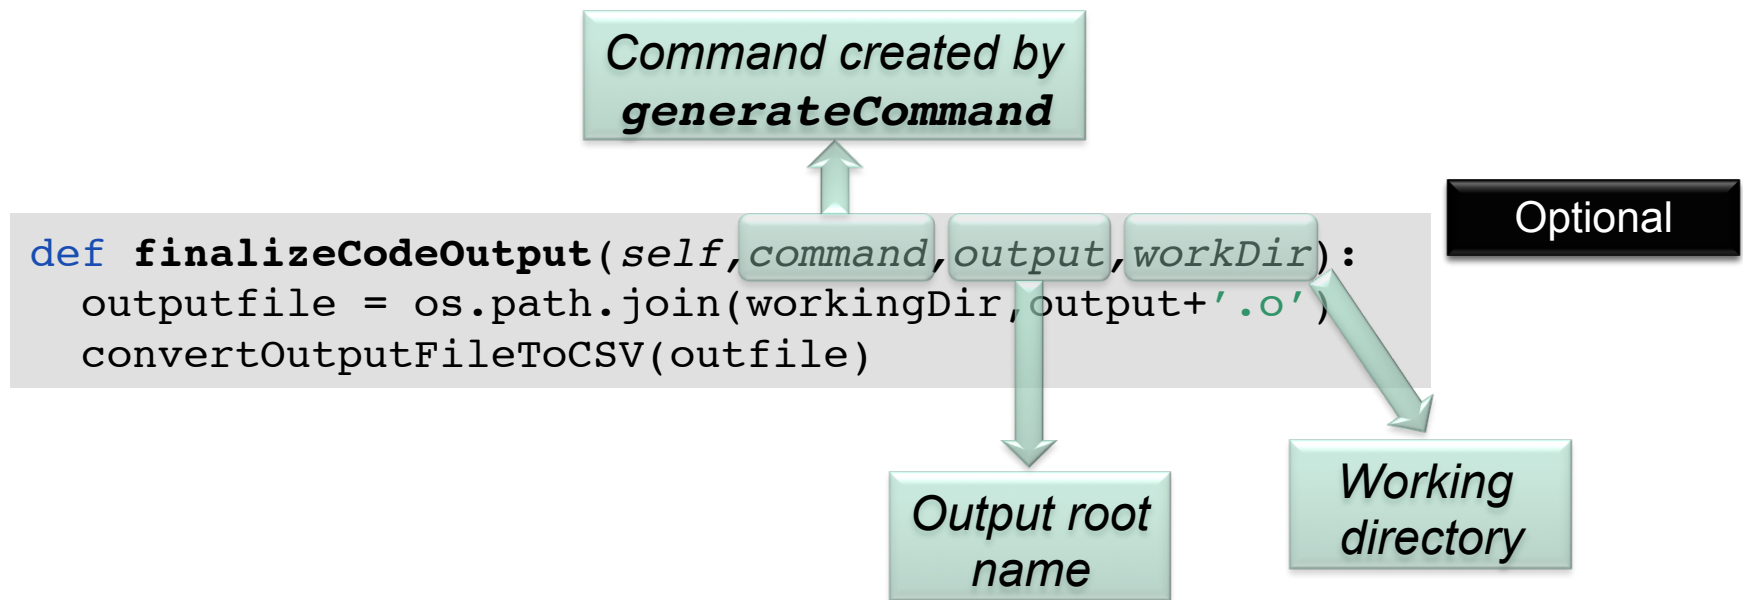 Command created by
generateCommand
Optional
def finalizeCodeOutput(self,command,output,workDir):
outputfile = os.path.join(workingDir,output+'.o')
convertOutputFileToCSV(outfile)
Output root
name
Working
directory